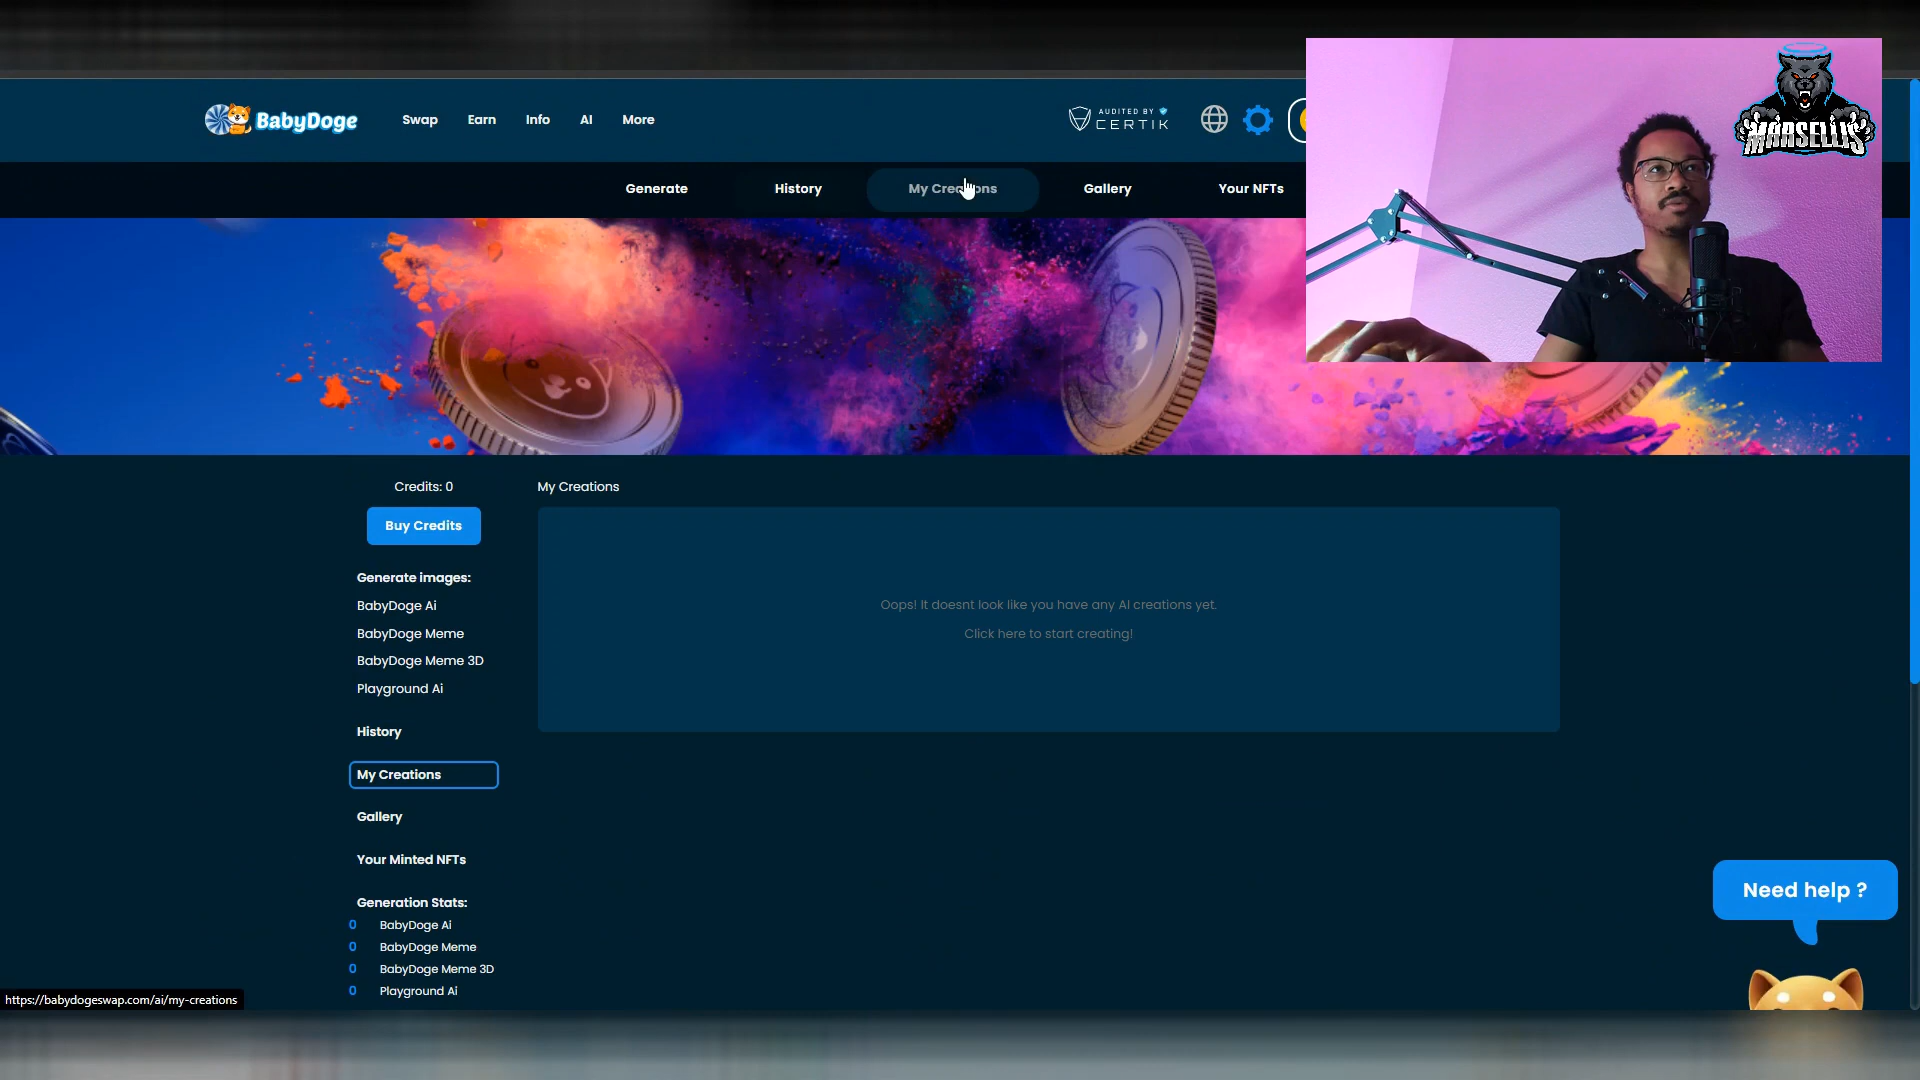 BabyDoge
Swap
Earn
Info
AI
More
AUDITED BY
CERTIK
MARSELLIS
Generate
History
My Creations
Gallery
Your NFTs
Credits: 0
My Creations
Buy Credits
Generate images:
BabyDoge Ai
BabyDoge Meme
BabyDoge Meme 3D
Playground Ai
Oops! It doesnt look like you have any AI creations yet.
Click here to start creating!
History
My Creations
Gallery
Your Minted NFTs
Generation Stats:
0 BabyDoge Ai
0 BabyDoge Meme
0 BabyDoge Meme 3D
0 Playground Ai
Need help ?
https://babydogeswap.com/ai/my-creations